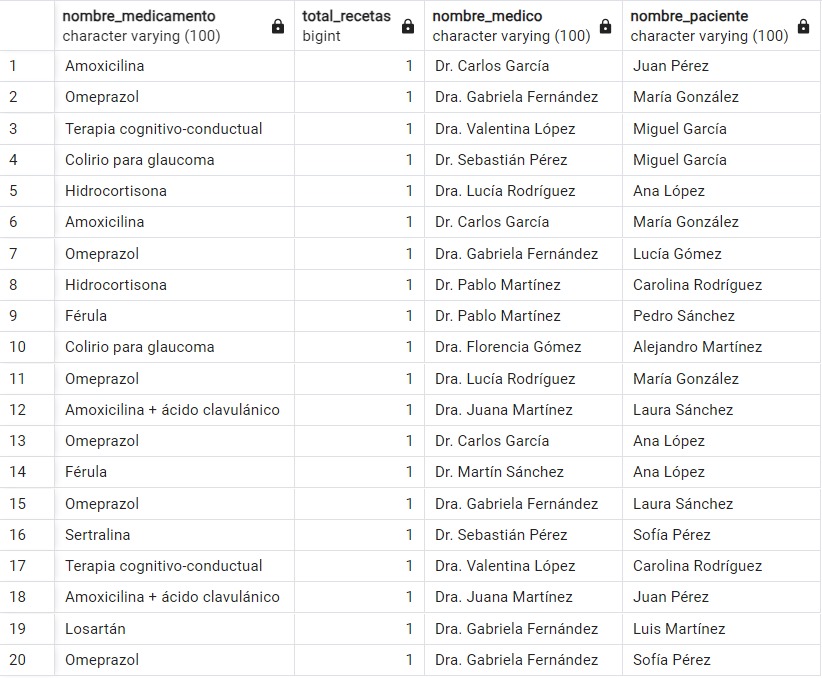 nombre_medicamento total_recetas nombre_medico nombre_paciente
character varying (100) bigint character varying (100) character varying (100)
1 Amoxicilina 1 Dr. Carlos García Juan Pérez
2 Omeprazol 1 Dra. Gabriela Fernández María González
3 Terapia cognitivo-conductual 1 Dra. Valentina López Miguel García
4 Colirio para glaucoma 1 Dr. Sebastián Pérez Miguel García
5 Hidrocortisona 1 Dra. Lucía Rodríguez Ana López
6 Amoxicilina 1 Dr. Carlos García María González
7 Omeprazol 1 Dra. Gabriela Fernández Lucía Gómez
8 Hidrocortisona 1 Dr. Pablo Martínez Carolina Rodríguez
9 Férula 1 Dr. Pablo Martínez Pedro Sánchez
10 Colirio para glaucoma 1 Dra. Florencia Gómez Alejandro Martínez
11 Omeprazol 1 Dra. Lucía Rodríguez María González
12 Amoxicilina + ácido clavulánico 1 Dra. Juana Martínez Laura Sánchez
13 Omeprazol 1 Dr. Carlos García Ana López
14 Férula 1 Dr. Martín Sánchez Ana López
15 Omeprazol 1 Dra. Gabriela Fernández Laura Sánchez
16 Sertralina 1 Dr. Sebastián Pérez Sofía Pérez
17 Terapia cognitivo-conductual 1 Dra. Valentina López Carolina Rodríguez
18 Amoxicilina + ácido clavulánico 1 Dra. Juana Martínez Juan Pérez
19 Losartán 1 Dra. Gabriela Fernández Luis Martínez
20 Omeprazol 1 Dra. Gabriela Fernández Sofía Pérez